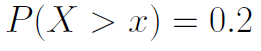 P(X > x) = 0.2